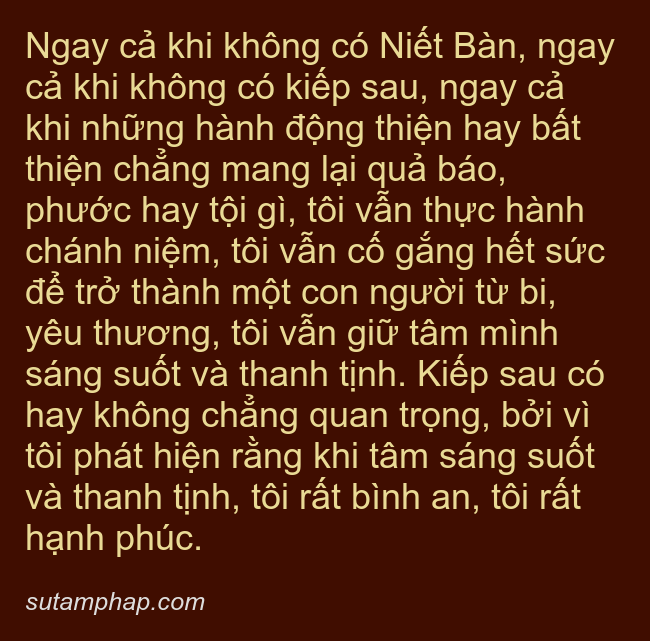 Ngay cả khi không có Niết Bàn, ngay
cả khi không có kiếp sau, ngay cả
khi những hành động thiện hay bất
thiện chẳng mang lại quả báo,
phước hay tội gì, tôi vẫn thực hành
chánh niệm, tôi vẫn cố gắng hết sức
để trở thành một con người từ bi,
yêu thương, tôi vẫn giữ tâm mình
sáng suốt và thanh tịnh. Kiếp sau có
hay không chẳng quan trọng, bởi vì
tôi phát hiện rằng khi tâm sáng suốt
và thanh tịnh, tôi rất bình an, tôi rất
hạnh phúc.
sutamphap.com